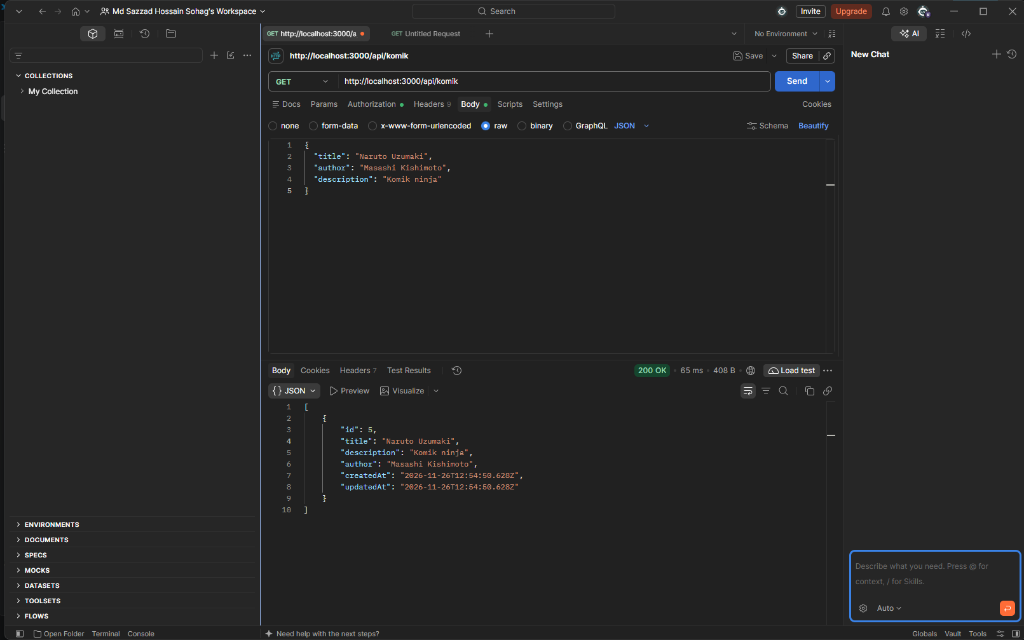 Md Sazzad Hossain Sohag's Workspace
Search
Invite
Upgrade
COLLECTIONS
My Collection
ENVIRONMENTS
DOCUMENTS
SPECS
MOCKS
DATASETS
TOOLSETS
FLOWS
GET http://localhost:3000/a
GET Untitled Request
No Environment
http://localhost:3000/api/komik
Save
Share
GET
http://localhost:3000/api/komik
Send
Docs Params Authorization Headers 9 Body Scripts Settings
Cookies
none form-data x-www-form-urlencoded raw binary GraphQL JSON
Schema Beautify
1 {
2 "title": "Naruto Uzumaki",
3 "author": "Masashi Kishimoto",
4 "description": "Komik ninja"
5 }
Body Cookies Headers 7 Test Results
200 OK 65 ms 408 B
Load test
{} JSON Preview Visualize
1 [
2 {
3 "id": 5,
4 "title": "Naruto Uzumaki",
5 "description": "Komik ninja",
6 "author": "Masashi Kishimoto",
7 "createdAt": "2026-11-26T12:54:50.628Z",
8 "updatedAt": "2026-11-26T12:54:50.628Z"
9 }
10 ]
AI
New Chat
Describe what you need. Press @ for
context, / for Skills.
Auto
Open Folder Terminal Console
Need help with the next steps?
Globals Vault Tools